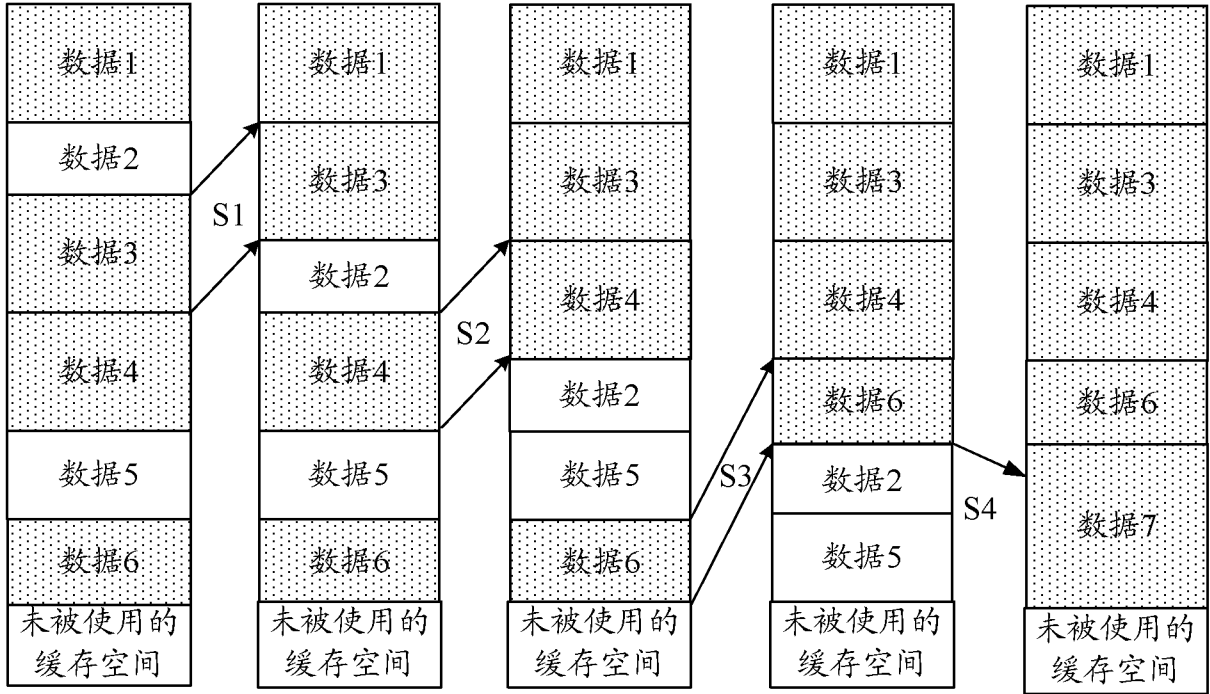 数据1
数据2
数据3
数据4
数据5
数据6
未被使用的
缓存空间
S1
数据1
数据3
数据2
数据4
数据5
数据6
未被使用的
缓存空间
S2
数据1
数据3
数据4
数据2
数据5
数据6
未被使用的
缓存空间
S3
数据1
数据3
数据4
数据6
数据2
数据5
未被使用的
缓存空间
S4
数据1
数据3
数据4
数据6
数据7
未被使用的
缓存空间